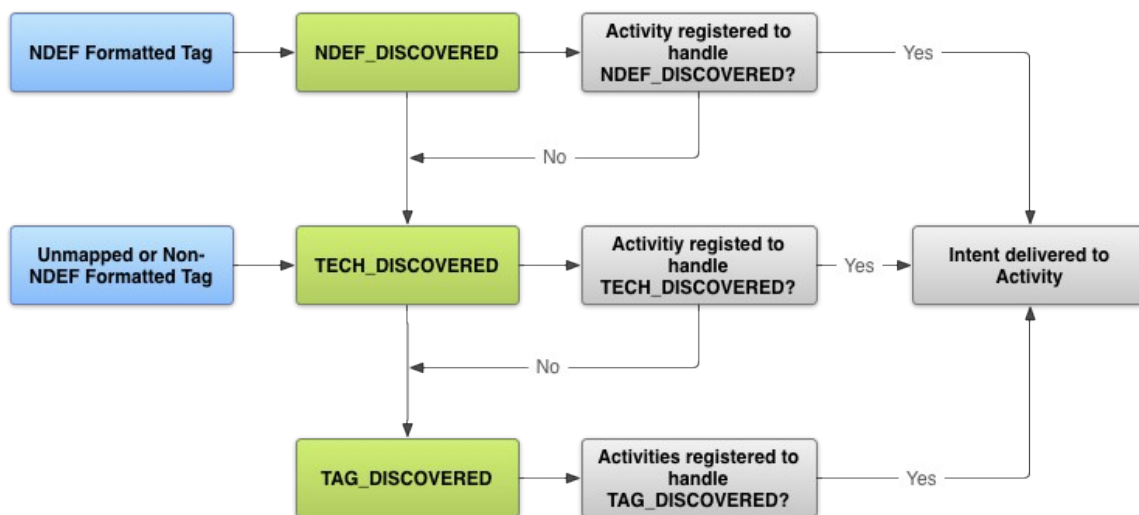 NDEF Formatted Tag
NDEF_DISCOVERED
Activity registered to
handle
NDEF_DISCOVERED?
Yes
No
Unmapped or Non-
NDEF Formatted Tag
TECH_DISCOVERED
Activitiy registed to
handle
TECH_DISCOVERED?
Yes
Intent delivered to
Activity
No
TAG_DISCOVERED
Activities registered to
handle
TAG_DISCOVERED?
Yes